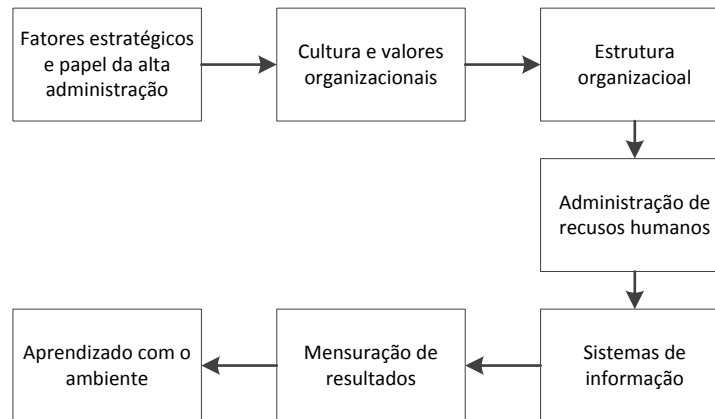 Fatores estratégicos
e papel da alta
administração
Cultura e valores
organizacionais
Estrutura
organizacioal
Administração de
recusos humanos
Sistemas de
informação
Mensuração de
resultados
Aprendizado com o
ambiente